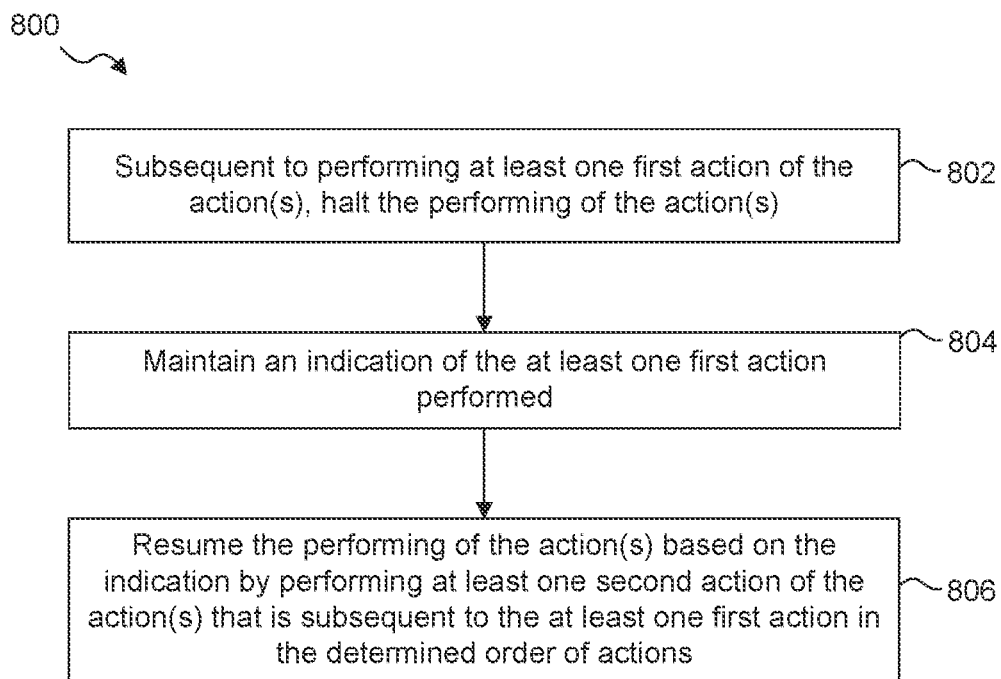 800
Subsequent to performing at least one first action of the
action(s), halt the performing of the action(s)
802
Maintain an indication of the at least one first action
performed
804
Resume the performing of the action(s) based on the
indication by performing at least one second action of the
action(s) that is subsequent to the at least one first action in
the determined order of actions
806